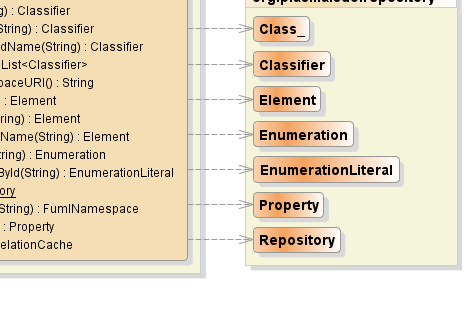 g) : Classifier
String) : Classifier
dName(String) : Classifier
List<Classifier>
paceURI() : String
: Element
ring) : Element
Name(String) : Element
tring) : Enumeration
ById(String) : EnumerationLiteral
ory
String) : FumlNamespace
: Property
elationCache
Class_
Classifier
Element
Enumeration
EnumerationLiteral
Property
Repository